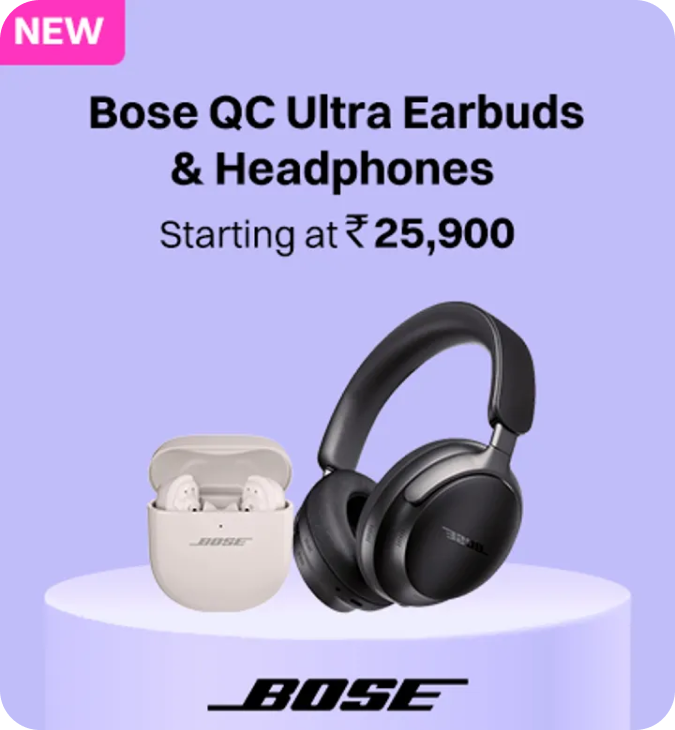 NEW
Bose QC Ultra Earbuds
& Headphones
Starting at ₹ 25,900
BOSE
BOSE
BOSE